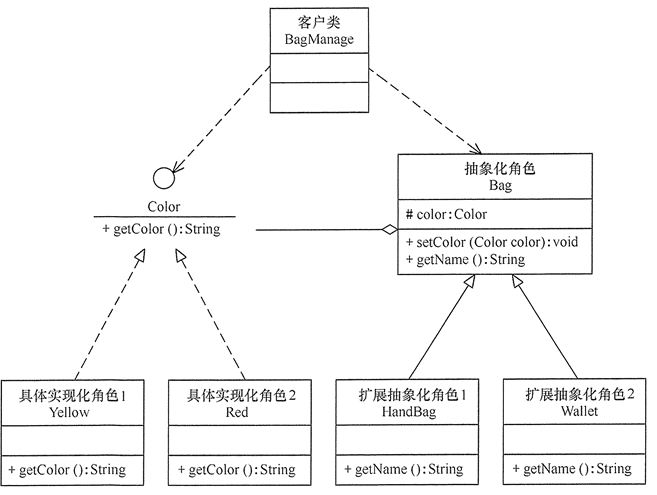 客户类
BagManage
抽象化角色
Bag
# color:Color
+ setColor (Color color):void
+ getName ():String
Color
+ getColor ():String
具体实现化角色1
Yellow
+ getColor ():String
具体实现化角色2
Red
+ getColor ():String
扩展抽象化角色1
HandBag
+ getName ():String
扩展抽象化角色2
Wallet
+ getName ():String